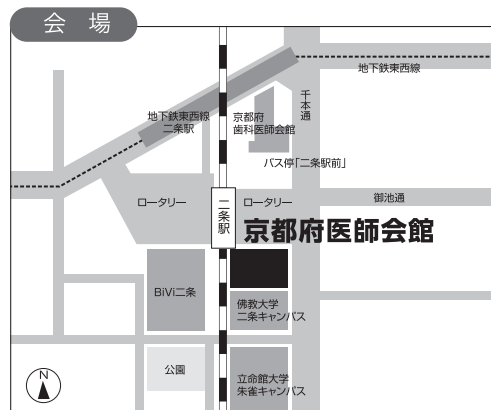 会場
地下鉄東西線
千本通
地下鉄東西線
二条駅
京都府
歯科医師会館
バス停「二条駅前」
ロータリー
二条駅
ロータリー
御池通
京都府医師会館
BiVi二条
佛教大学
二条キャンパス
公園
立命館大学
朱雀キャンパス
N